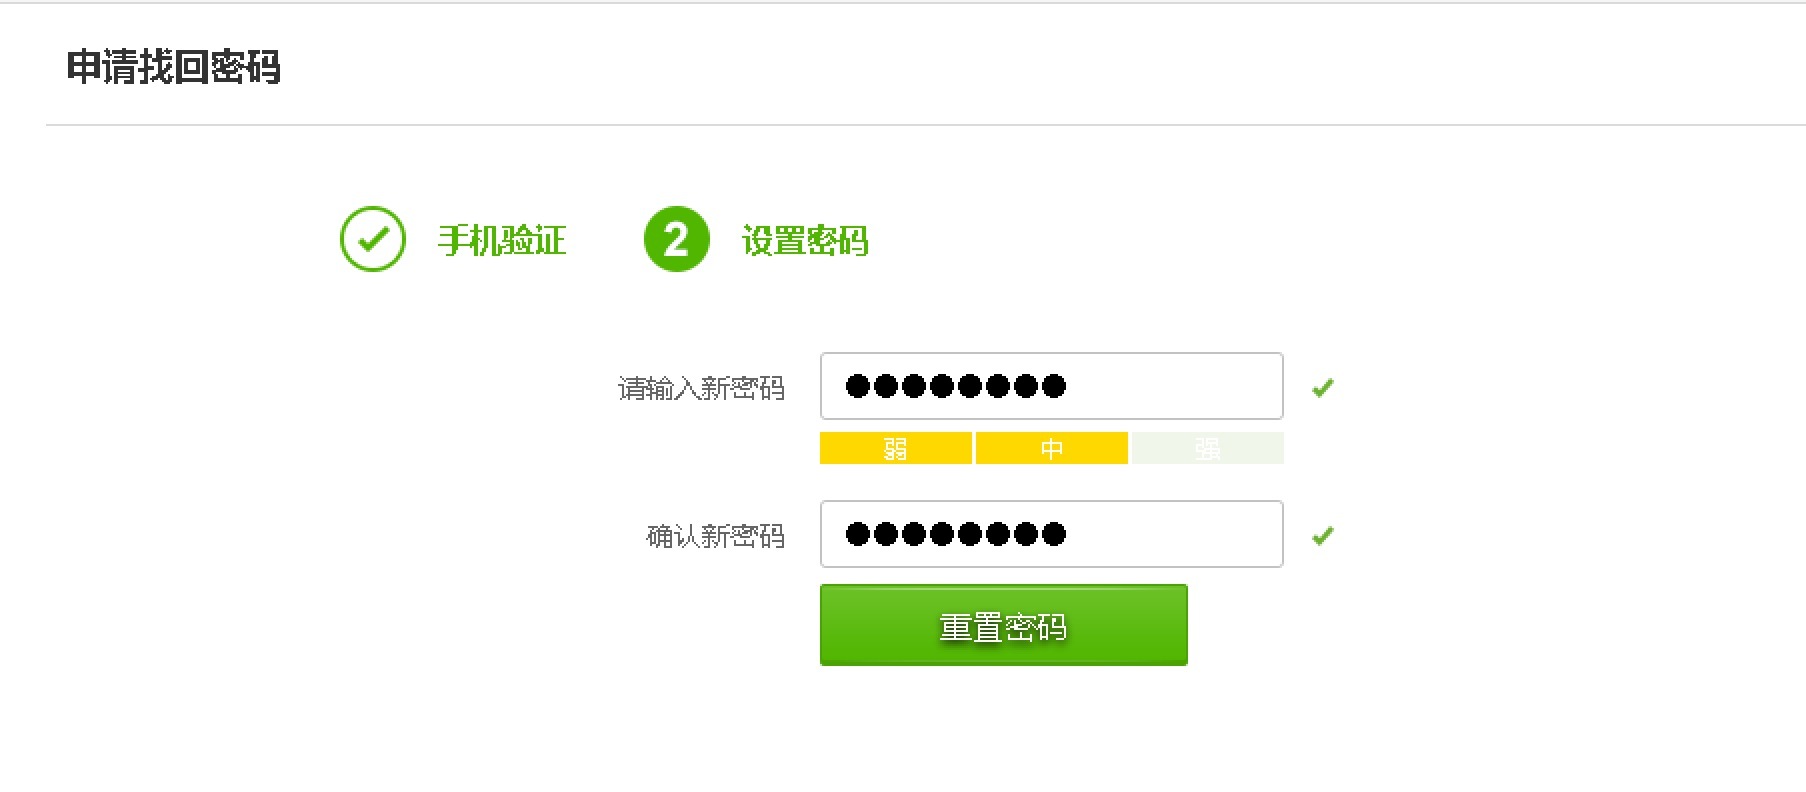 申请找回密码
手机验证 2 设置密码
请输入新密码 ●●●●●●●●
弱 中 强
确认新密码 ●●●●●●●●
重置密码